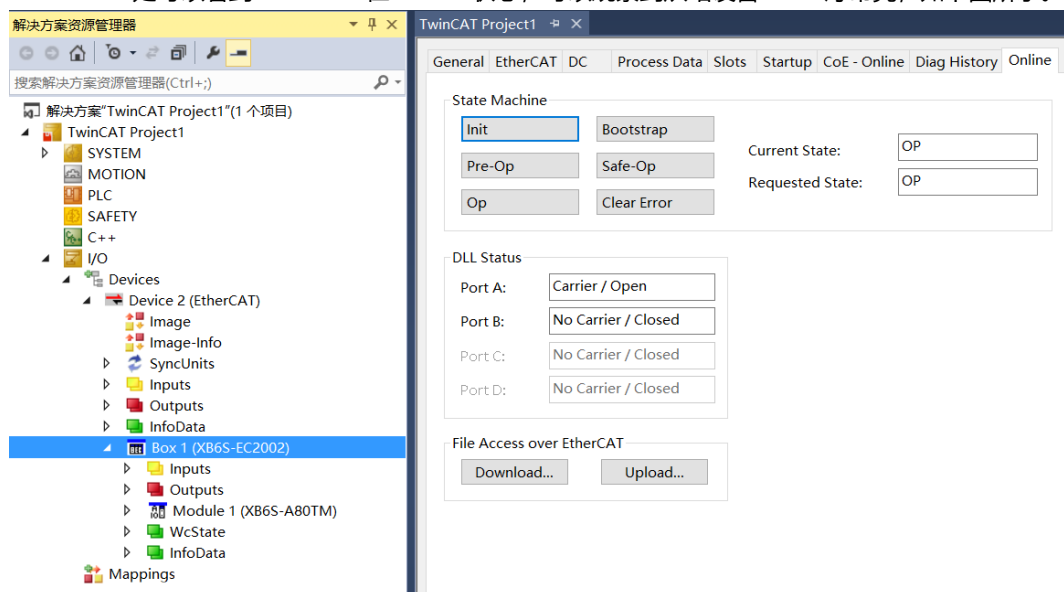 解决方案资源管理器
搜索解决方案资源管理器(Ctrl+;)
解决方案"TwinCAT Project1"(1 个项目)
TwinCAT Project1
SYSTEM
MOTION
PLC
SAFETY
C++
I/O
Devices
Device 2 (EtherCAT)
Image
Image-Info
SyncUnits
Inputs
Outputs
InfoData
Box 1 (XB6S-EC2002)
Inputs
Outputs
Module 1 (XB6S-A80TM)
WcState
InfoData
Mappings
TwinCAT Project1
General EtherCAT DC Process Data Slots Startup CoE - Online Diag History Online
State Machine
Init Bootstrap
Pre-Op Safe-Op
Op Clear Error
Current State: OP
Requested State: OP
DLL Status
Port A: Carrier / Open
Port B: No Carrier / Closed
Port C: No Carrier / Closed
Port D: No Carrier / Closed
File Access over EtherCAT
Download... Upload...